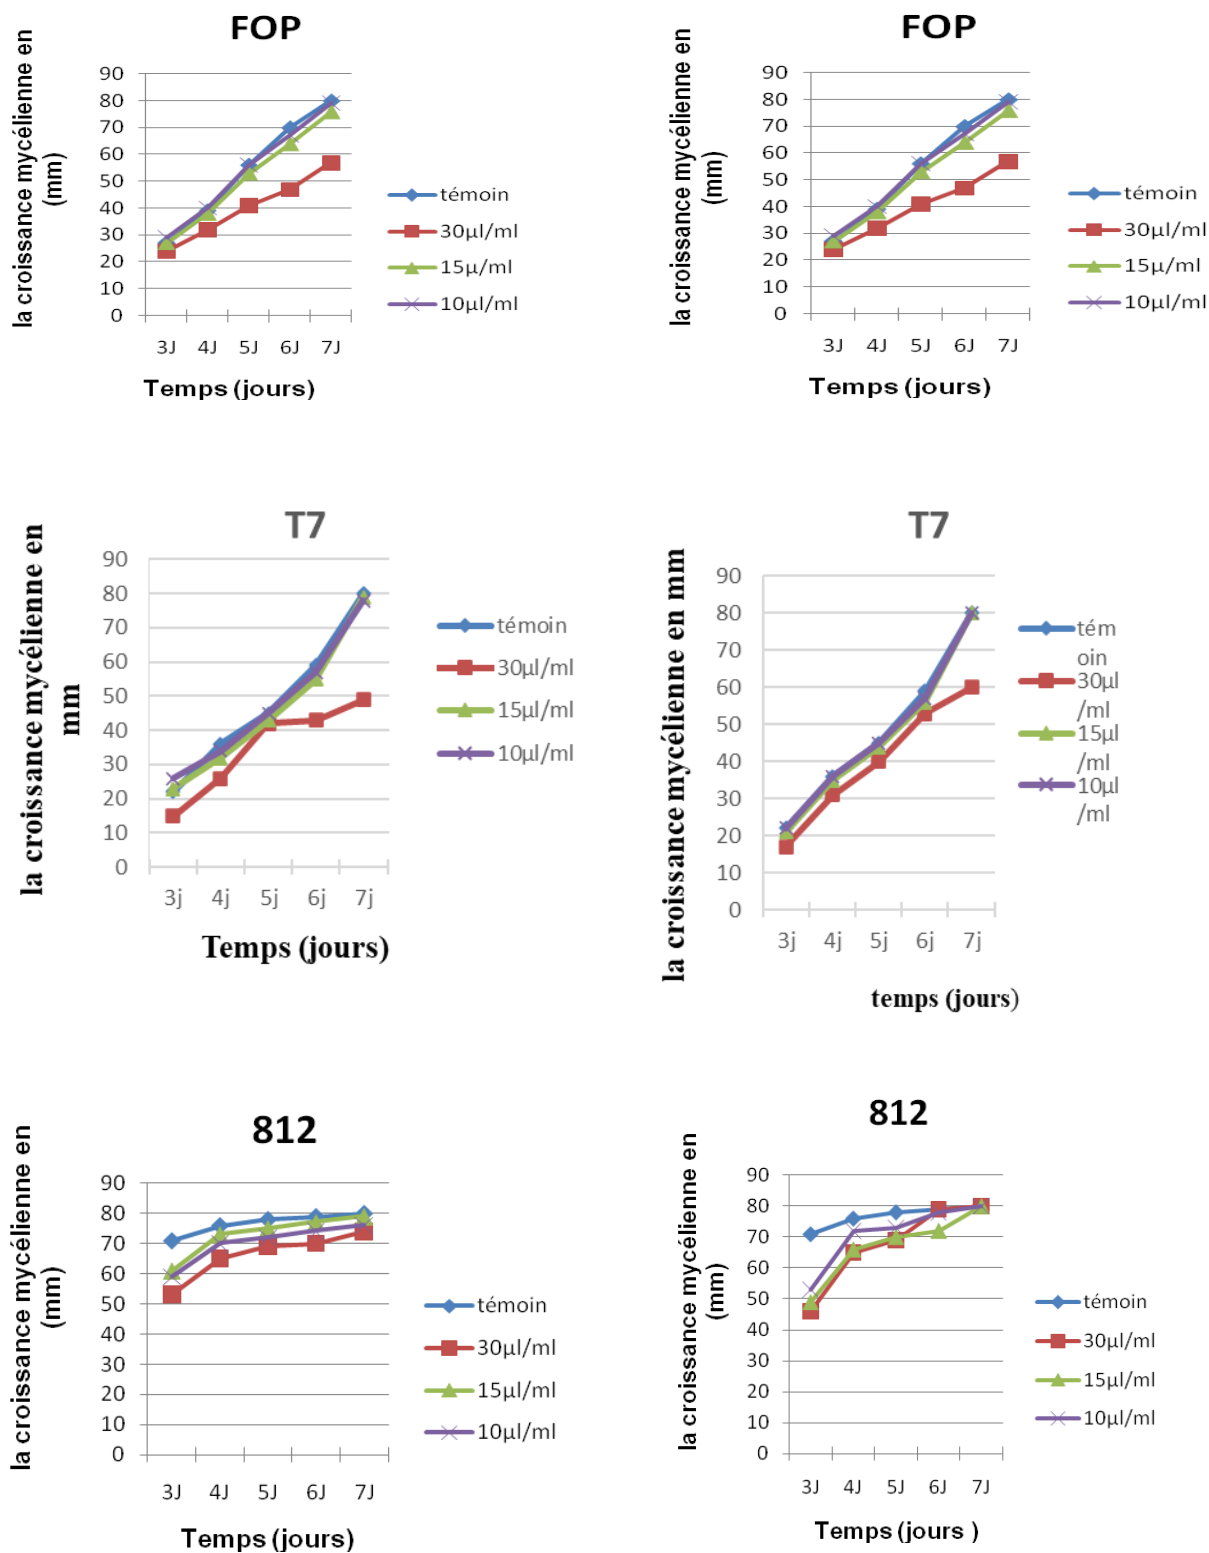 FOP
la croissance mycélienne en
(mm)
90
80
70
60
50
40
30
20
10
0
3J 4J 5J 6J 7J
Temps (jours)
témoin
30µl/ml
15µ/ml
10µl/ml
FOP
la croissance mycélienne en
(mm)
90
80
70
60
50
40
30
20
10
0
3J 4J 5J 6J 7J
Temps (jours)
témoin
30µl/ml
15µ/ml
10µl/ml
T7
la croissance mycélienne en
mm
90
80
70
60
50
40
30
20
10
0
3j 4j 5j 6j 7j
Temps (jours)
témoin
30µl/ml
15µl/ml
10µl/ml
T7
la croissance mycélienne en mm
90
80
70
60
50
40
30
20
10
0
3j 4j 5j 6j 7j
temps (jours)
tém
oin
30µl
/ml
15µl
/ml
10µl
/ml
812
la croissance mycélienne en
(mm)
90
80
70
60
50
40
30
20
10
0
3J 4J 5J 6J 7J
Temps (jours)
témoin
30µl/ml
15µl/ml
10µl/ml
812
la croissance mycélienne en
(mm)
90
80
70
60
50
40
30
20
10
0
3J 4J 5J 6J 7J
Temps (jours )
témoin
30µl/ml
15µl/ml
10µl/ml